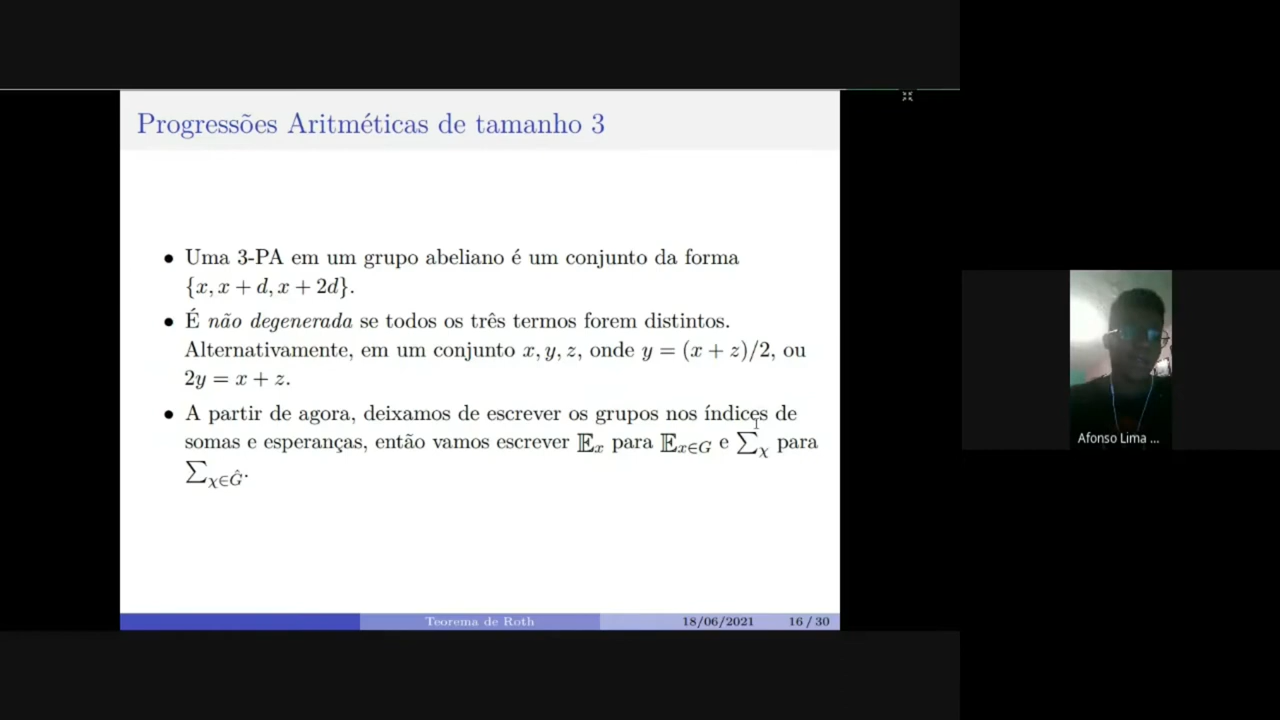 Progressões Aritméticas de tamanho 3
• Uma 3-PA em um grupo abeliano é um conjunto da forma
{x, x + d, x + 2d}.
• É não degenerada se todos os três termos forem distintos.
Alternativamente, em um conjunto x, y, z, onde y = (x + z)/2, ou
2y = x + z.
• A partir de agora, deixamos de escrever os grupos nos índices de
somas e esperanças, então vamos escrever 𝔼ₓ para 𝔼_{x∈G} e ∑_χ para
∑_{χ∈Ĝ}.
Teorema de Roth 18/06/2021 16 / 30
Afonso Lima ...